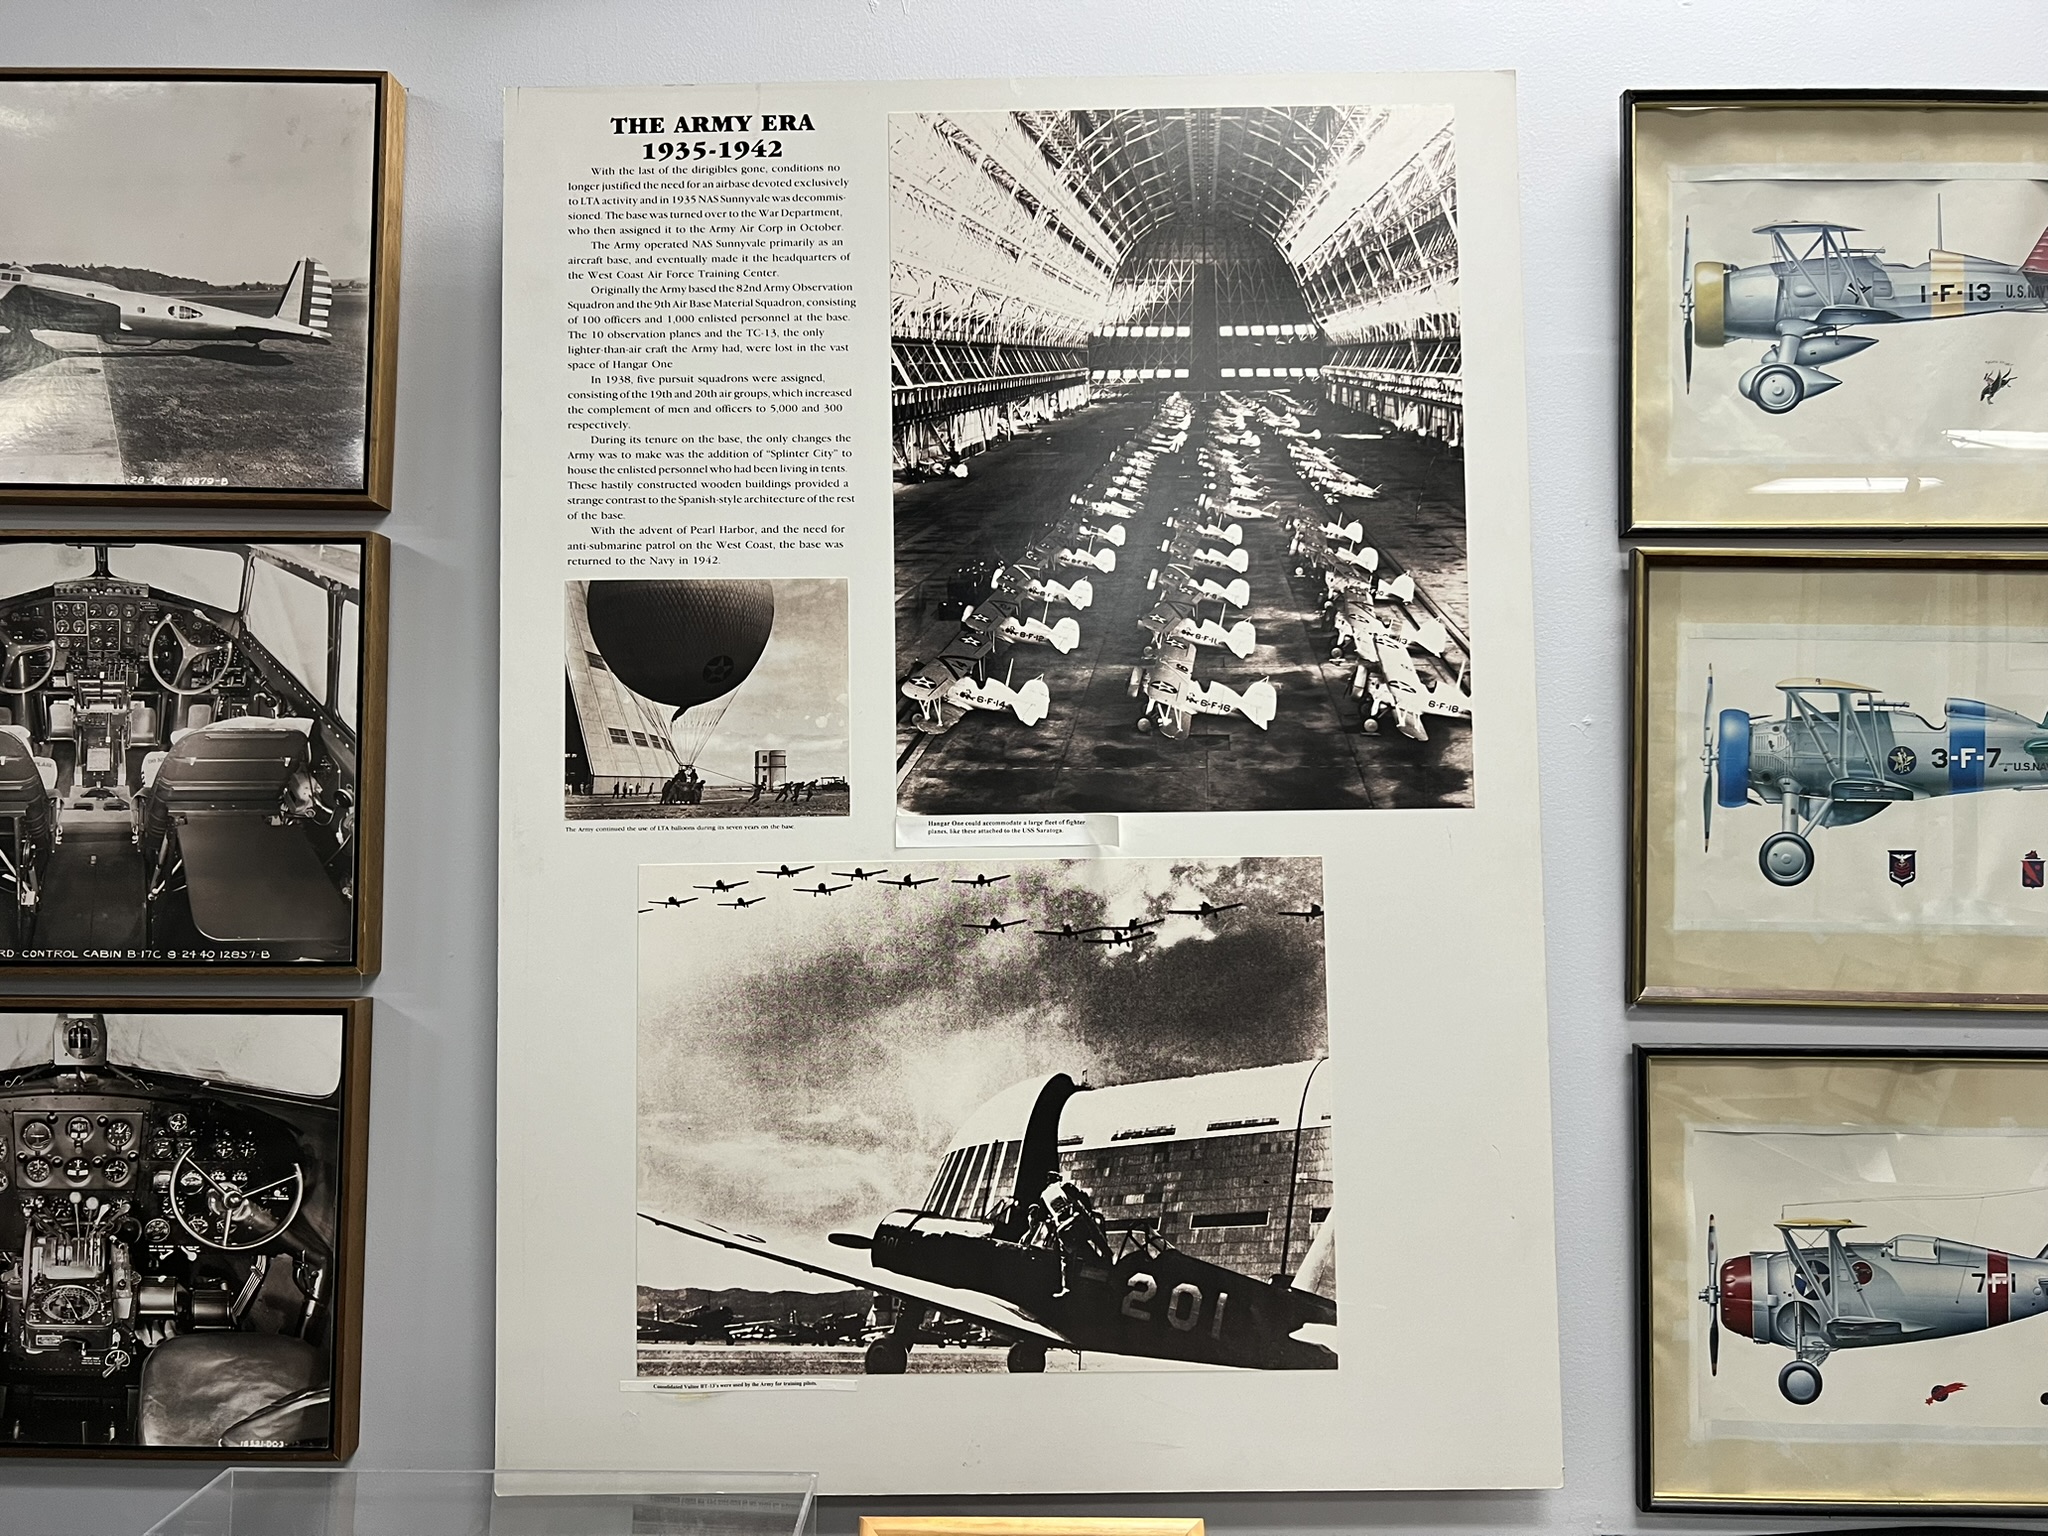 THE ARMY ERA
1935-1942
With the last of the dirigibles gone, conditions no
longer justified the need for an airbase devoted exclusively
to LTA activity and in 1935 NAS Sunnyvale was decommis-
sioned. The base was turned over to the War Department,
who then assigned it to the Army Air Corp in October.
The Army operated NAS Sunnyvale primarily as an
aircraft base, and eventually made it the headquarters of
the West Coast Air Force Training Center.
Originally the Army based the 82nd Army Observation
Squadron and the 9th Air Base Material Squadron, consisting
of 100 officers and 1,000 enlisted personnel at the base.
The 10 observation planes and the TC-13, the only
lighter-than-air craft the Army had, were lost in the vast
space of Hangar One
In 1938, five pursuit squadrons were assigned,
consisting of the 19th and 20th air groups, which increased
the complement of men and officers to 5,000 and 300
respectively.
During its tenure on the base, the only changes the
Army was to make was the addition of "Splinter City" to
house the enlisted personnel who had been living in tents.
These hastily constructed wooden buildings provided a
strange contrast to the Spanish-style architecture of the rest
of the base.
With the advent of Pearl Harbor, and the need for
anti-submarine patrol on the West Coast, the base was
returned to the Navy in 1942.
The Army continued the use of LTA balloons during its seven years on the base.
6-F-12
6-F-11
6-F-14
6-F-16
6-F-18
Hangar One could accommodate a large fleet of fighter
planes, like these attached to the USS Saratoga.
201
201
Consolidated Vultee BT-13's were used by the Army for training pilots.
28-40 12879-B
RD-CONTROL CABIN B-17C 8-24-40 12857-B
1-F-13 U.S. NAVY
3-F-7 U.S. NAV
7 F 1